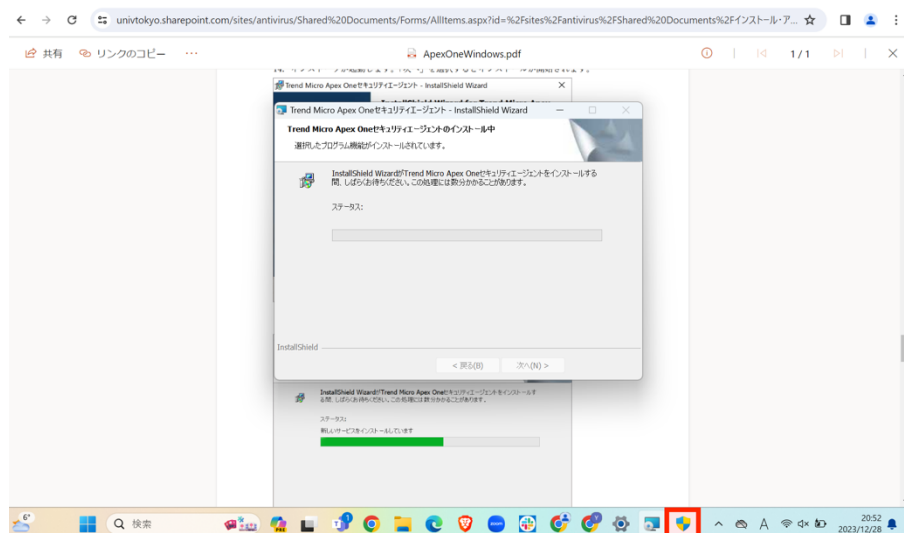 univtokyo.sharepoint.com/sites/antivirus/Shared%20Documents/Forms/AllItems.aspx?id=%2Fsites%2Fantivirus%2FShared%20Documents%2Fインストール・ア...
共有 リンクのコピー ... ApexOneWindows.pdf 1 / 1
Trend Micro Apex Oneセキュリティエージェント - InstallShield Wizard
Trend Micro Apex Oneセキュリティエージェント - InstallShield Wizard
Trend Micro Apex Oneセキュリティエージェントのインストール中
選択したプログラム機能がインストールされています。
InstallShield WizardがTrend Micro Apex Oneセキュリティエージェントをインストールする
間、しばらくお待ちください。この処理には数分かかることがあります。
ステータス:
InstallShield
< 戻る(B) 次へ(N) >
InstallShield WizardがTrend Micro Apex Oneセキュリティエージェントをインストールす
る間、しばらくお待ちください。この処理には数分かかることがあります。
ステータス:
新しいサービスをインストールしています
6°
検索
A
20:52
2023/12/28